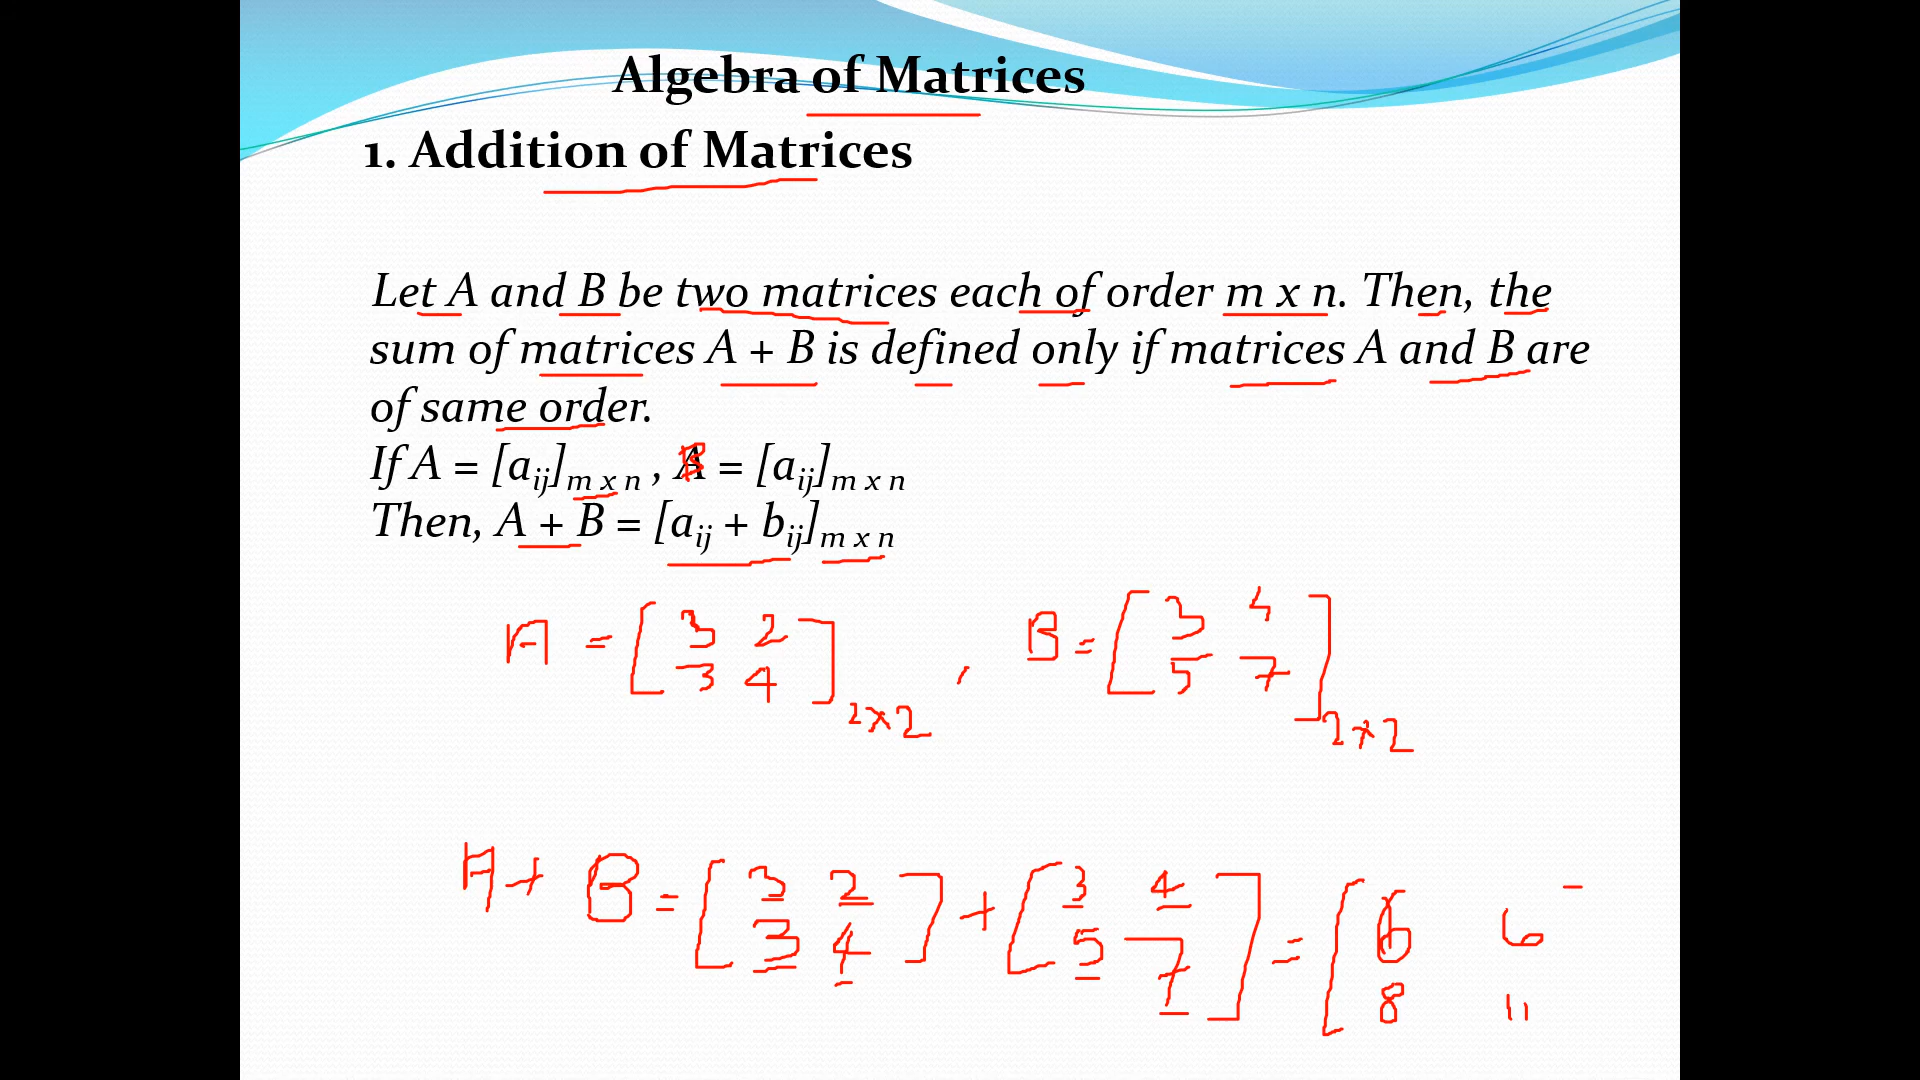 Algebra of Matrices
1. Addition of Matrices
Let A and B be two matrices each of order m x n. Then, the
sum of matrices A + B is defined only if matrices A and B are
of same order.
If A = [aij]m x n , B = [aij]m x n
Then, A + B = [aij + bij]m x n
A = [ 3 2 ] 2x2 , B = [ 3 4 ] 2x2
3 4 5 7
A + B = [ 3 2 ] + [ 3 4 ] = [ 6 6
3 4 5 7 8 11